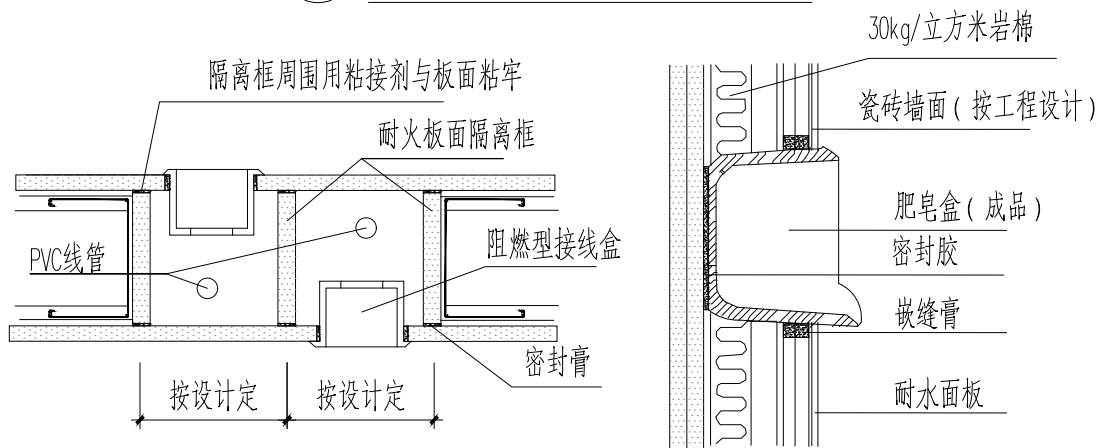 30kg/立方米岩棉
隔离框周围用粘接剂与板面粘牢
瓷砖墙面(按工程设计)
耐火板面隔离框
肥皂盒(成品)
阻燃型接线盒
密封胶
PVC线管
嵌缝膏
密封膏
按设计定
按设计定
耐水面板